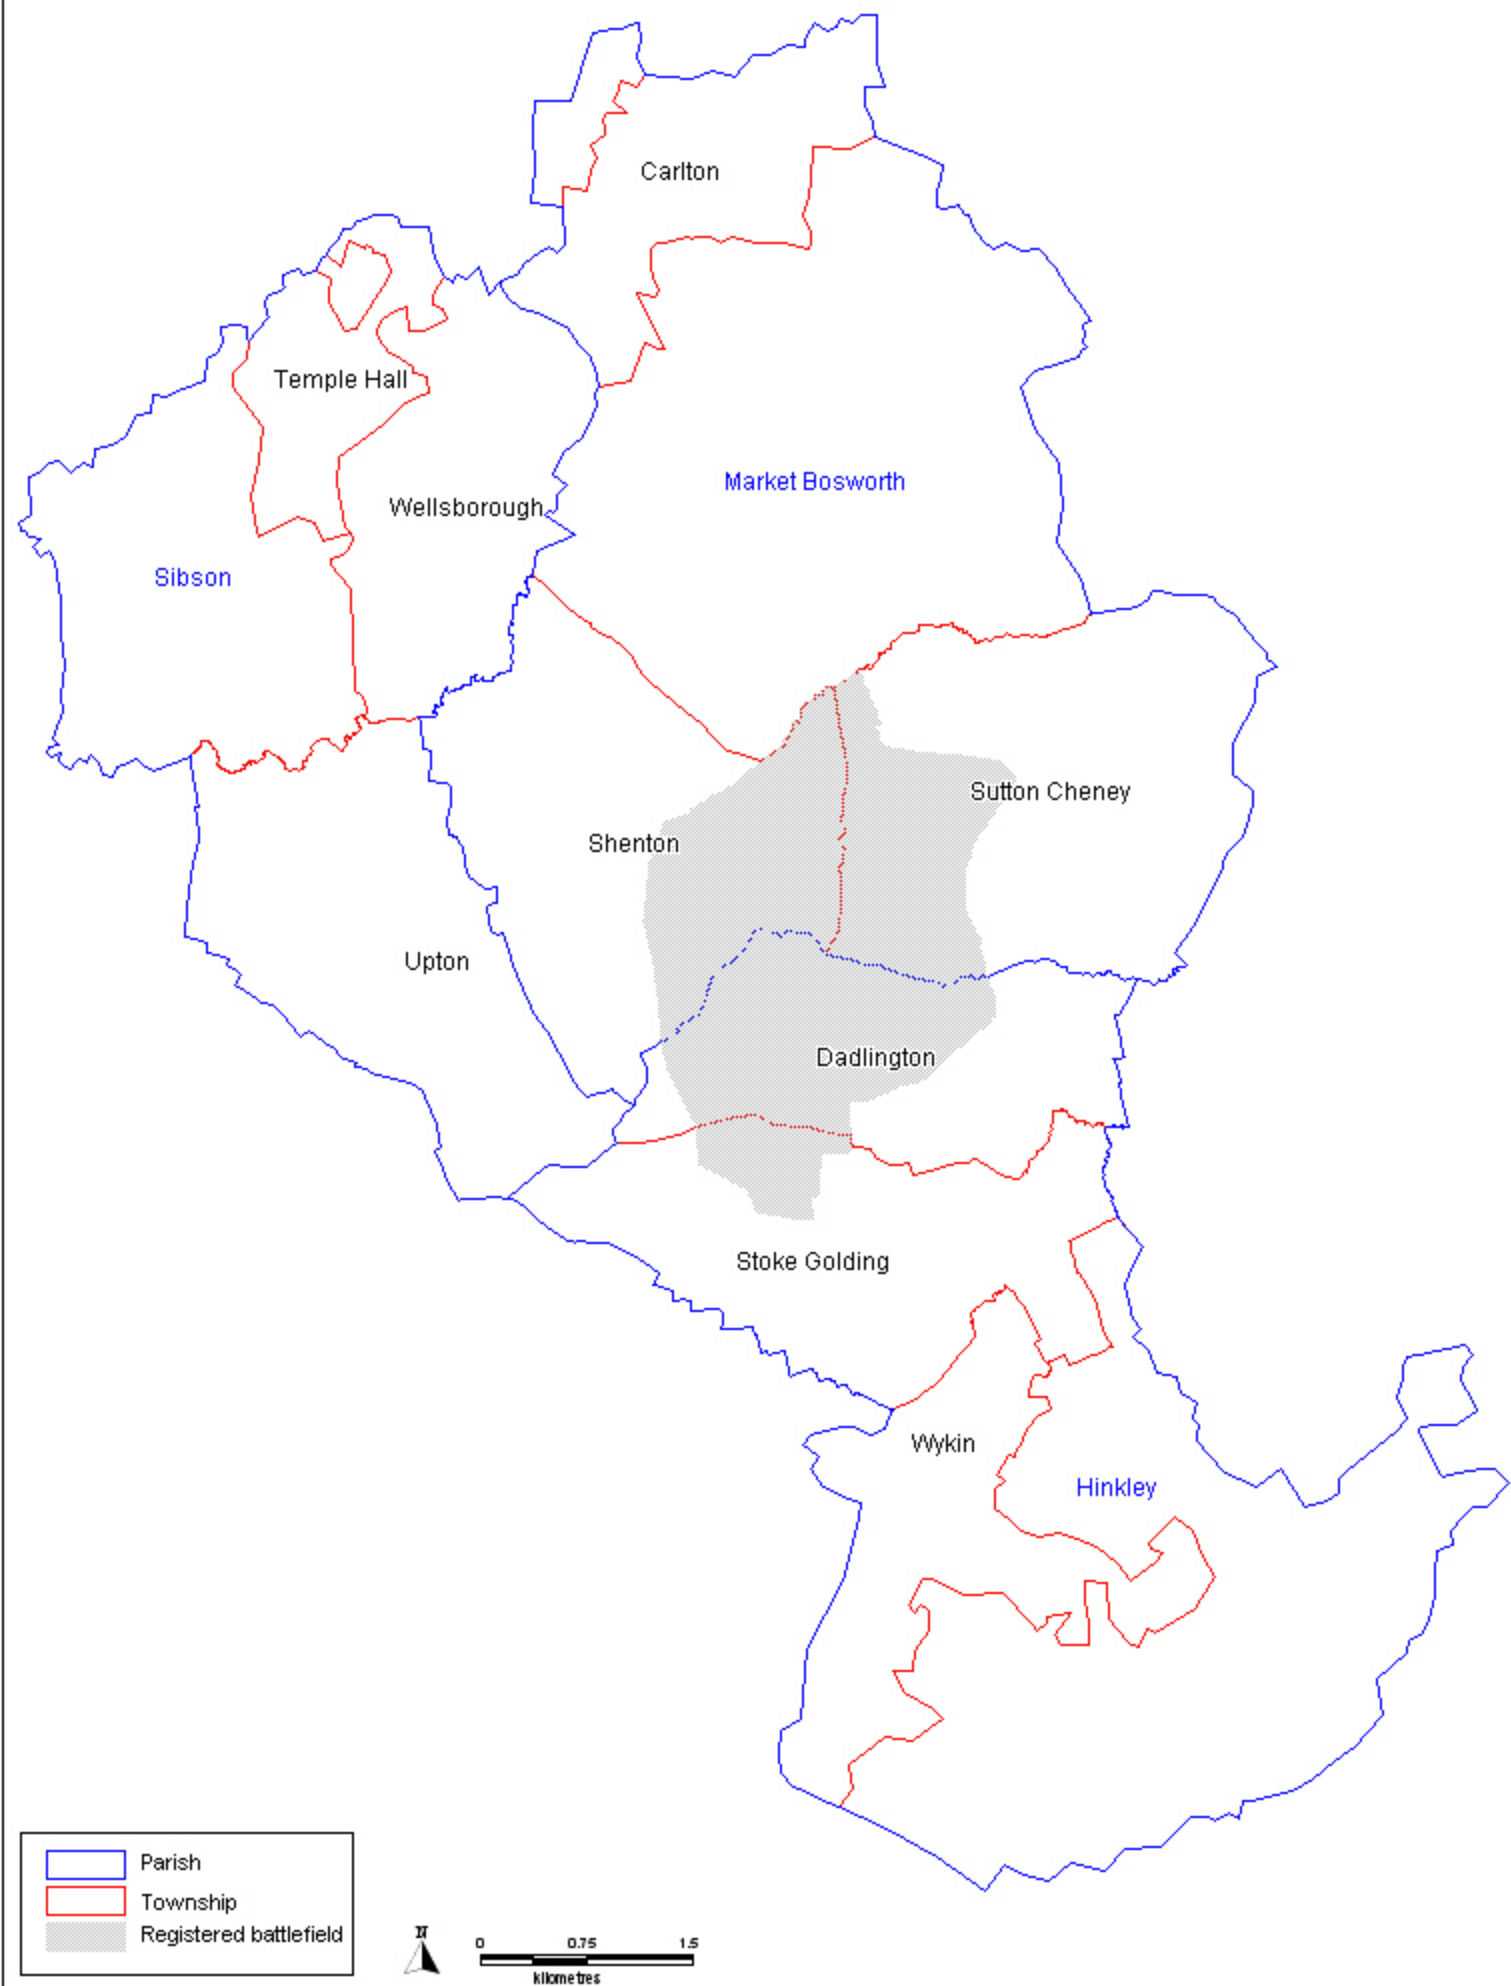 Carlton
Temple Hall
Market Bosworth
Wellsborough
Sibson
Sutton Cheney
Shenton
Upton
Dadlington
Stoke Golding
Wykin
Hinkley
Parish
Township
Registered battlefield
N
0 0.75 1.5
kilometres